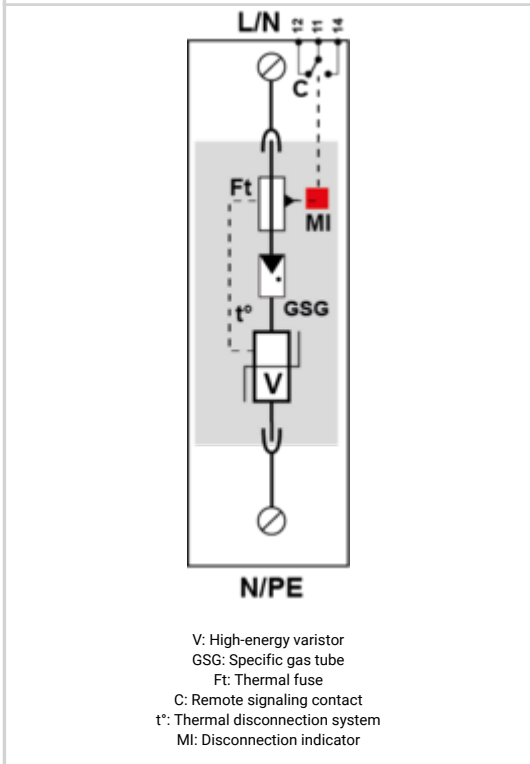 L/N 12 11 14
C
Ft
MI
GSG
t°
V
N/PE
V: High-energy varistor
GSG: Specific gas tube
Ft: Thermal fuse
C: Remote signaling contact
t°: Thermal disconnection system
MI: Disconnection indicator